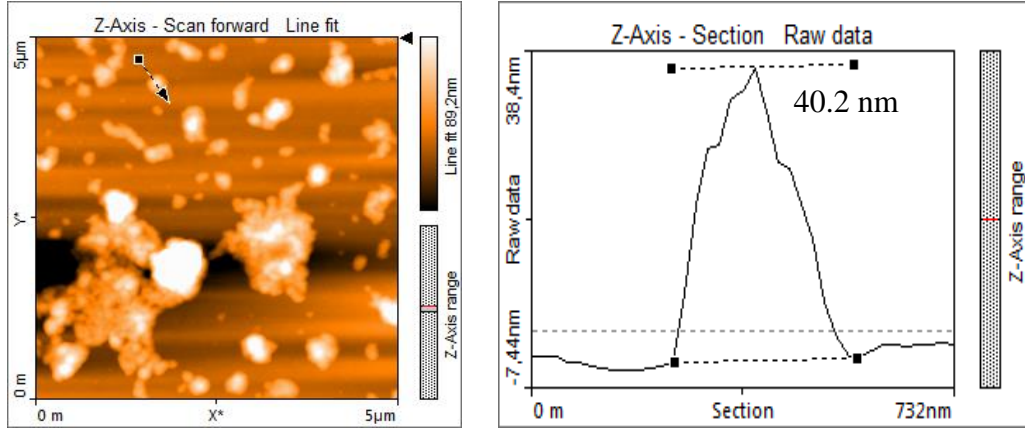 Z-Axis - Scan forward Line fit
5µm
Y*
0 m
0 m
X*
5µm
Line fit 89,2nm
Z-Axis range
Z-Axis - Section Raw data
38,4nm
Raw data
-7,44nm
40.2 nm
0 m
Section
732nm
Z-Axis range